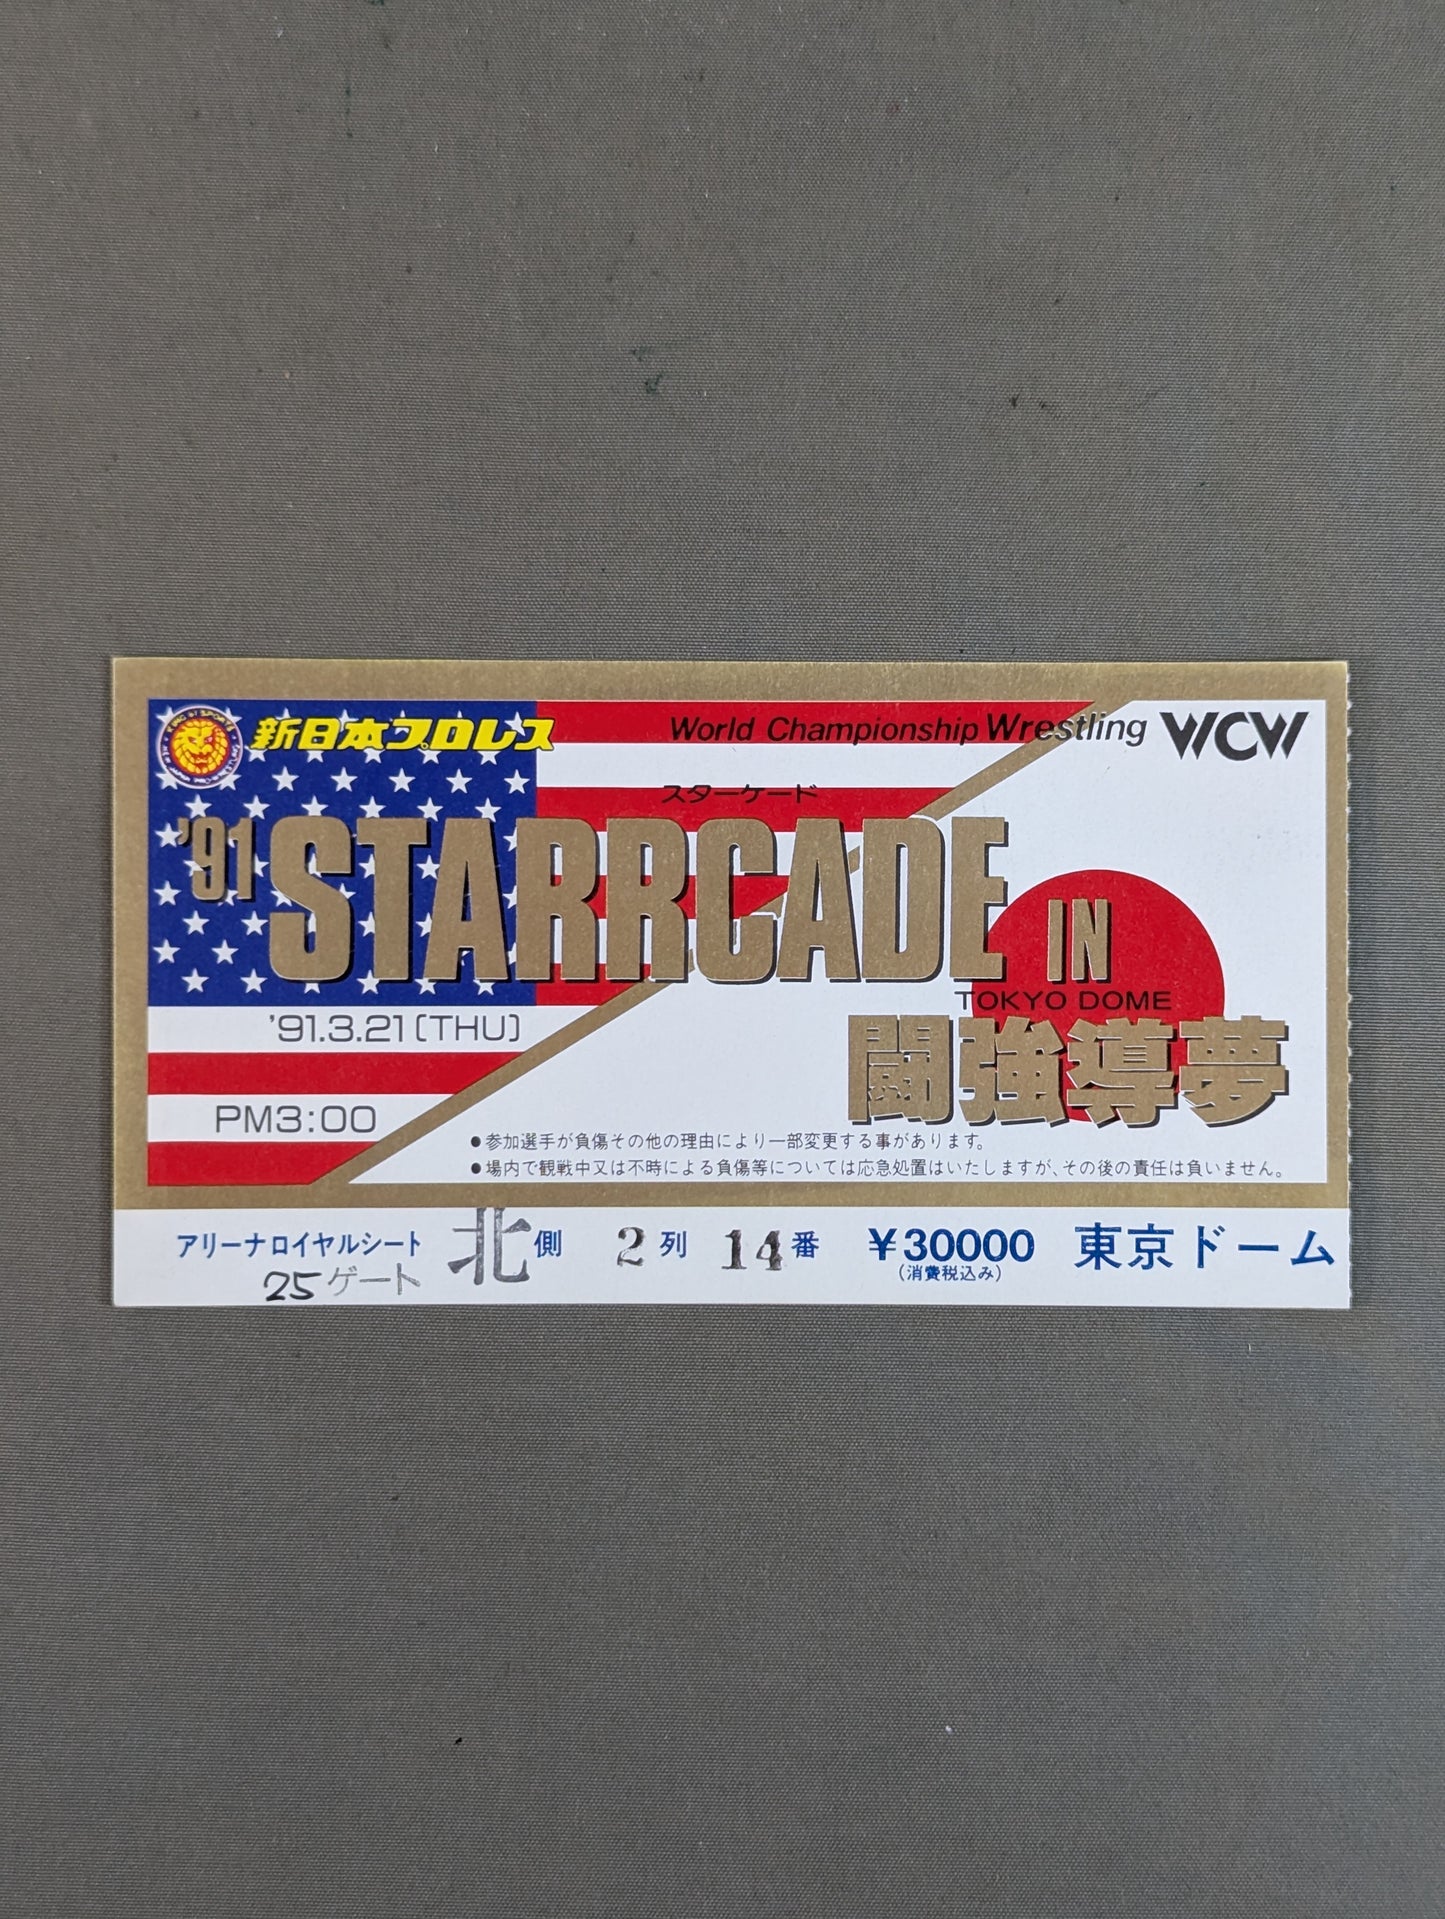 新日本プロレス
World Championship Wrestling WCW
スターケード
'91 STARRCADE IN
TOKYO DOME
闘強導夢
'91.3.21(THU)
PM3:00
●参加選手が負傷その他の理由により一部変更する事があります。
●場内で観戦中又は不時による負傷等については応急処置はいたしますが、その後の責任は負いません。
アリーナロイヤルシート 北側 2列 14番 ¥30000 東京ドーム
25ゲート (消費税込み)